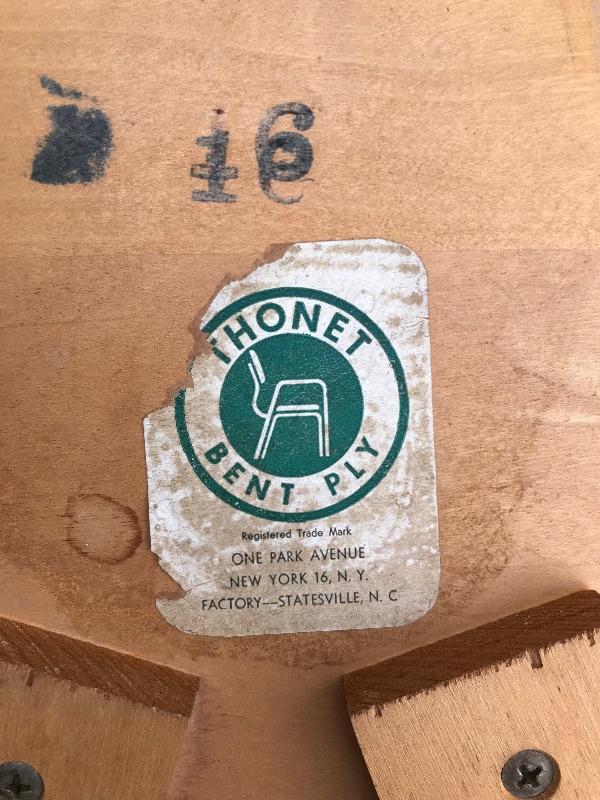 16
THONET
BENT PLY
Registered Trade Mark
ONE PARK AVENUE
NEW YORK 16, N. Y.
FACTORY—STATESVILLE, N. C